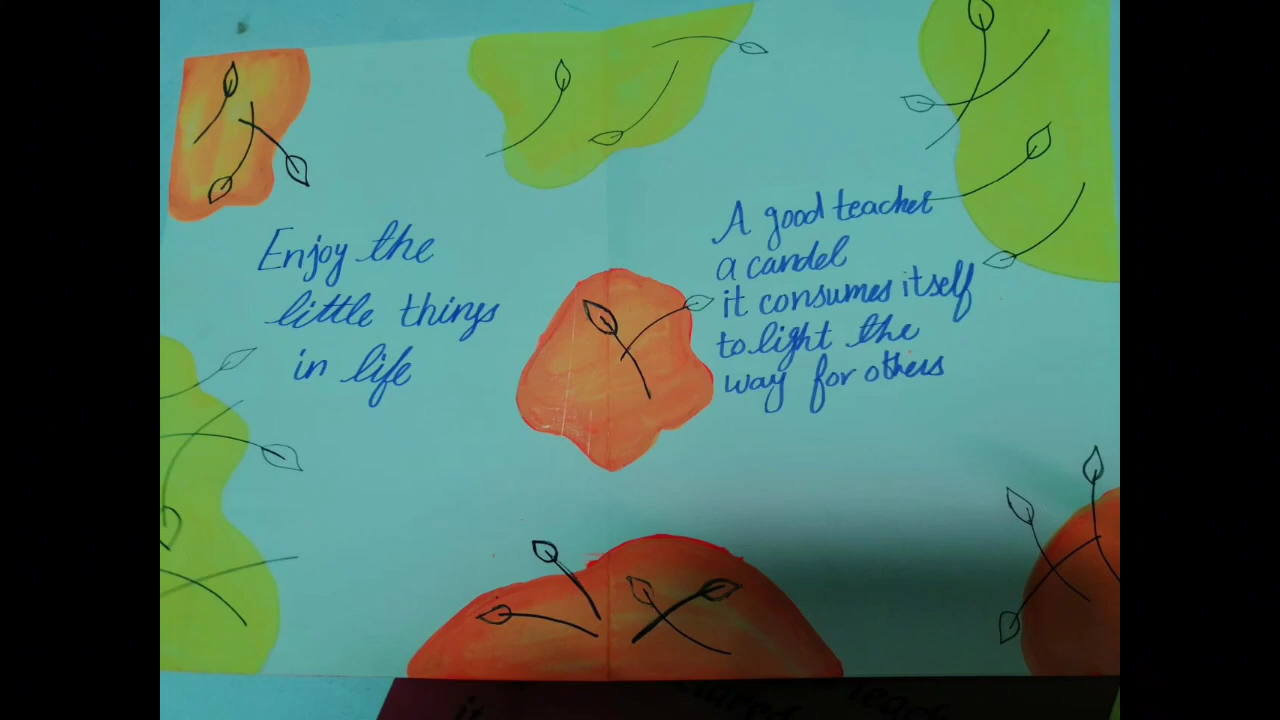 Enjoy the
little things
in life
A good teacher
a candel
it consumes itself
to light the
way for others